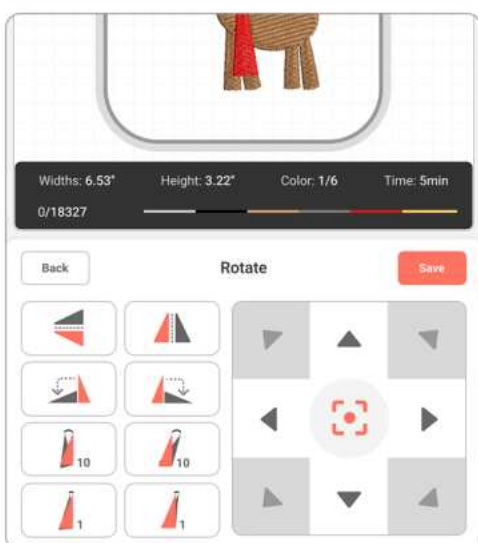 Widths: 6.53" Height: 3.22" Color: 1/6 Time: 5min
0/18327
Back Rotate Save
10 10
1 1